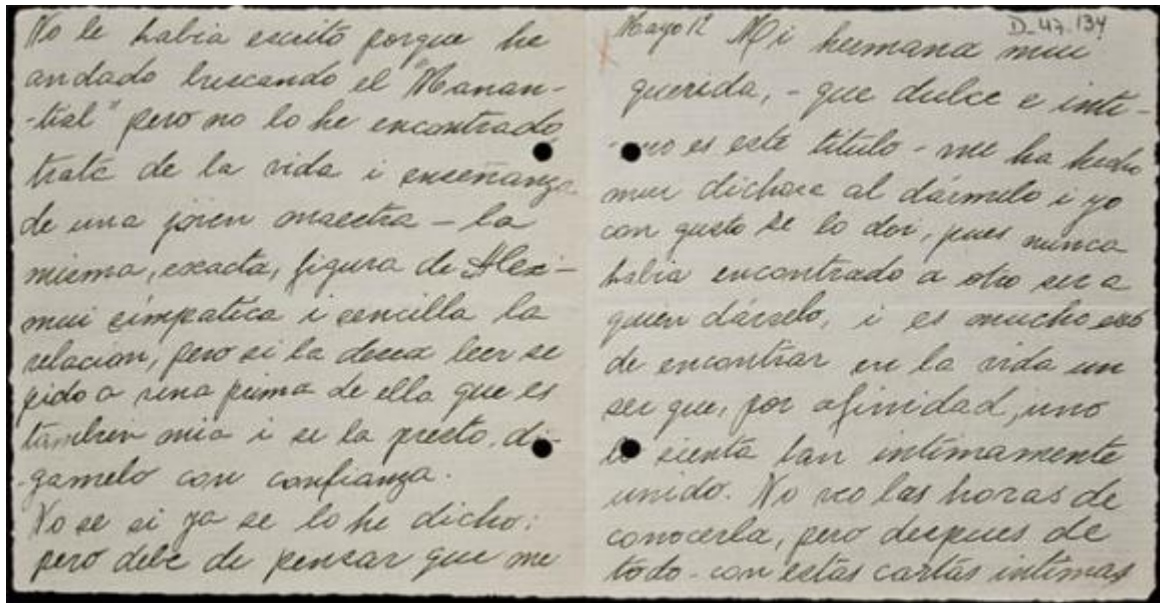 No le habia escrito porque he
andado buscando el "Manan-
-tial" pero no lo he encontrado,
trata de la vida i enseñanza
de una joven maestra - la
misma, exacta, figura de Alex -
mui simpatica i sencilla la
relacion, pero si la desea leer se
pido a una prima de ella que es
tambien mia i se la presto, di-
-gamelo con confianza.
No se si ya se lo he dicho:
pero debe de pensar que me
D-47.134
Mayo 12 Mi hermana mui
querida, - que dulce e inti-
es este titulo - me ha hecho
mui dichosa al dármelo i yo
con gusto se lo doi, pues nunca
habia encontrado a otro ser a
quien dárselo, i es mucho eso
de encontrar en la vida un
ser que, por afinidad, uno
sienta tan intimamente
unido. No veo las horas de
conocerla, pero despues de
todo - con estas cartas intimas